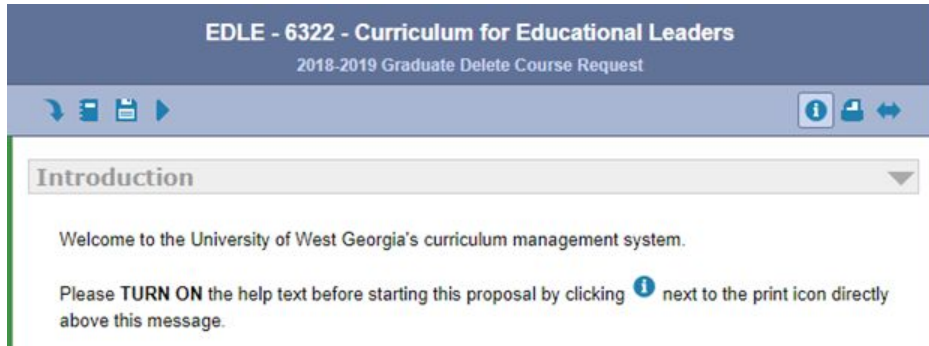 EDLE - 6322 - Curriculum for Educational Leaders
2018-2019 Graduate Delete Course Request
Introduction
Welcome to the University of West Georgia's curriculum management system.
Please TURN ON the help text before starting this proposal by clicking next to the print icon directly
above this message.